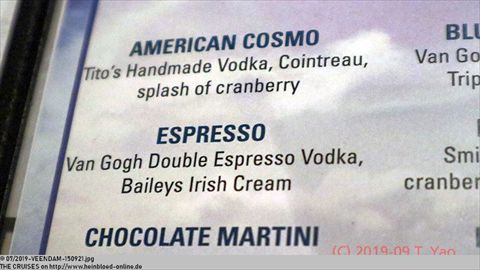 AMERICAN COSMO
Tito's Handmade Vodka, Cointreau,
splash of cranberry
ESPRESSO
Van Gogh Double Espresso Vodka,
Baileys Irish Cream
CHOCOLATE MARTINI
BLU
Van Go
Trip
Smi
cranber
(C) 2019-09 T. Yao
@ 07/2019-VEENDAM-150921.jpg
THE CRUISES on http://www.heinbloed-online.de